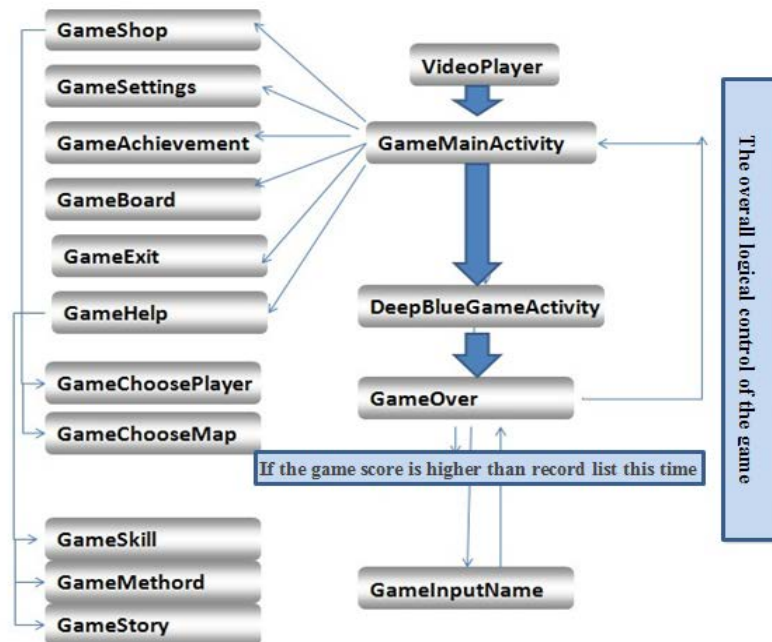 GameShop
GameSettings
GameAchievement
GameBoard
GameExit
GameHelp
GameChoosePlayer
GameChooseMap
GameSkill
GameMethord
GameStory
VideoPlayer
GameMainActivity
DeepBlueGameActivity
GameOver
If the game score is higher than record list this time
GameInputName
The overall logical control of the game